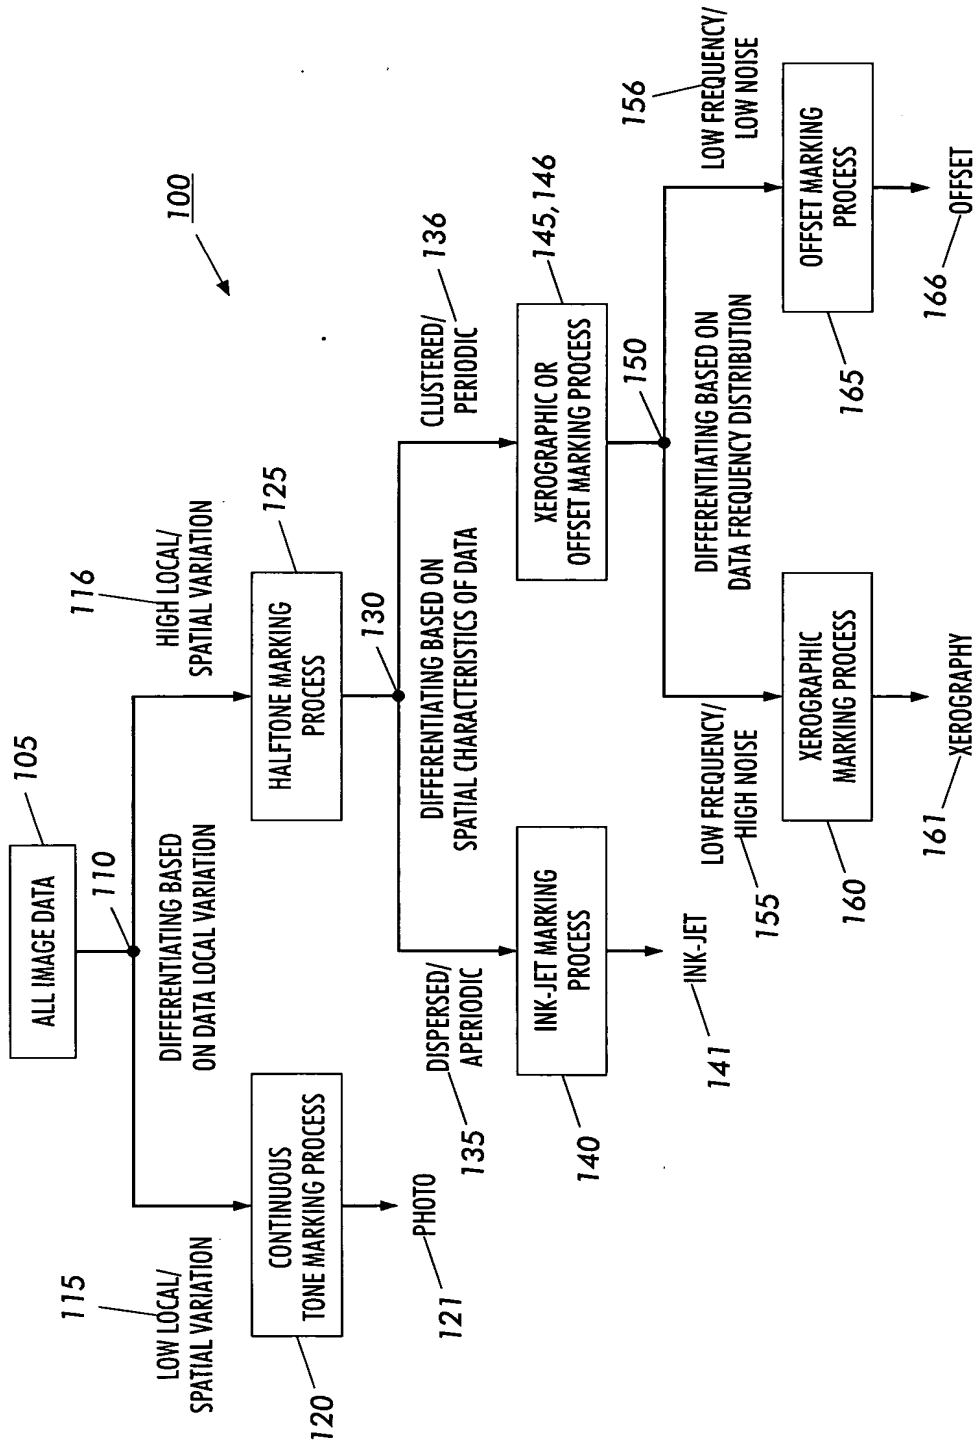 100
ALL IMAGE DATA
105
110
DIFFERENTIATING BASED
ON DATA LOCAL VARIATION
115
LOW LOCAL/
SPATIAL VARIATION
116
HIGH LOCAL/
SPATIAL VARIATION
CONTINUOUS
TONE MARKING PROCESS
120
PHOTO
121
HALFTONE MARKING
PROCESS
125
130
DIFFERENTIATING BASED ON
SPATIAL CHARACTERISTICS OF DATA
DISPERSED/
APERIODIC
135
CLUSTERED/
PERIODIC
136
INK-JET MARKING
PROCESS
140
INK-JET
141
XEROGRAPHIC OR
OFFSET MARKING PROCESS
145, 146
150
DIFFERENTIATING BASED ON
DATA FREQUENCY DISTRIBUTION
LOW FREQUENCY/
HIGH NOISE
155
LOW FREQUENCY/
LOW NOISE
156
XEROGRAPHIC
MARKING PROCESS
160
XEROGRAPHY
161
OFFSET MARKING
PROCESS
165
OFFSET
166